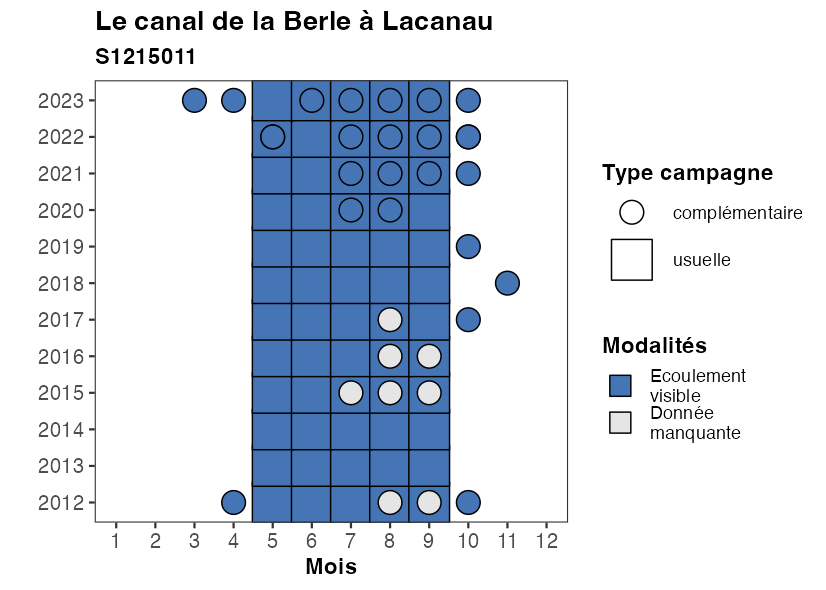 Le canal de la Berle à Lacanau
S1215011
2023
2022
2021
2020
2019
2018
2017
2016
2015
2014
2013
2012
1 2 3 4 5 6 7 8 9 10 11 12
Mois
Type campagne
complémentaire
usuelle
Modalités
Ecoulement
visible
Donnée
manquante